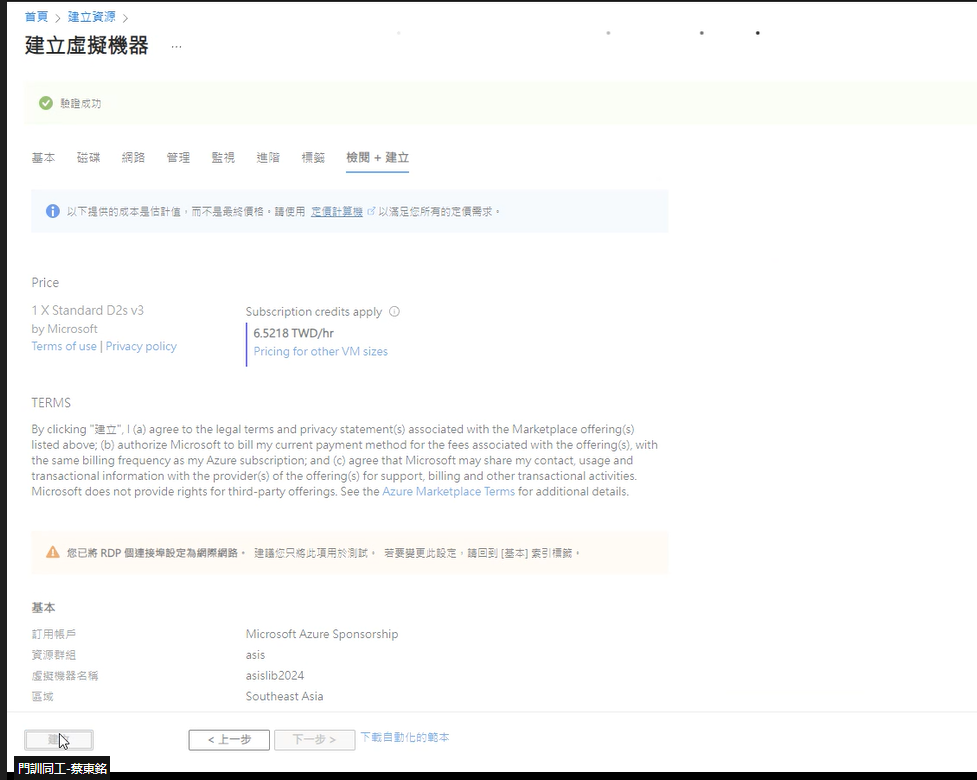 首頁 > 建立資源 >
建立虛擬機器 ...
驗證成功
基本 磁碟 網路 管理 監視 進階 標籤 檢閱 + 建立
以下提供的成本是估計值，而不是最終價格。請使用 定價計算機 以滿足您所有的定價需求。
Price
1 X Standard D2s v3
by Microsoft
Terms of use | Privacy policy
Subscription credits apply
6.5218 TWD/hr
Pricing for other VM sizes
TERMS
By clicking "建立", I (a) agree to the legal terms and privacy statement(s) associated with the Marketplace offering(s)
listed above; (b) authorize Microsoft to bill my current payment method for the fees associated with the offering(s), with
the same billing frequency as my Azure subscription; and (c) agree that Microsoft may share my contact, usage and
transactional information with the provider(s) of the offering(s) for support, billing and other transactional activities.
Microsoft does not provide rights for third-party offerings. See the Azure Marketplace Terms for additional details.
您已將 RDP 個連接埠設定為網際網路。 建議您只將此項用於測試。 若要變更此設定，請回到 [基本] 索引標籤。
基本
訂用帳戶 Microsoft Azure Sponsorship
資源群組 asis
虛擬機器名稱 asislib2024
區域 Southeast Asia
< 上一步 下一步 > 下載自動化的範本
門訓同工-蔡東銘